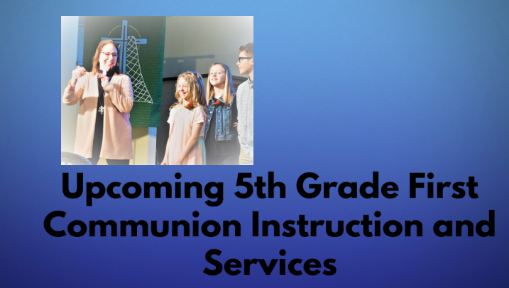 Upcoming 5th Grade First
Communion Instruction and
Services